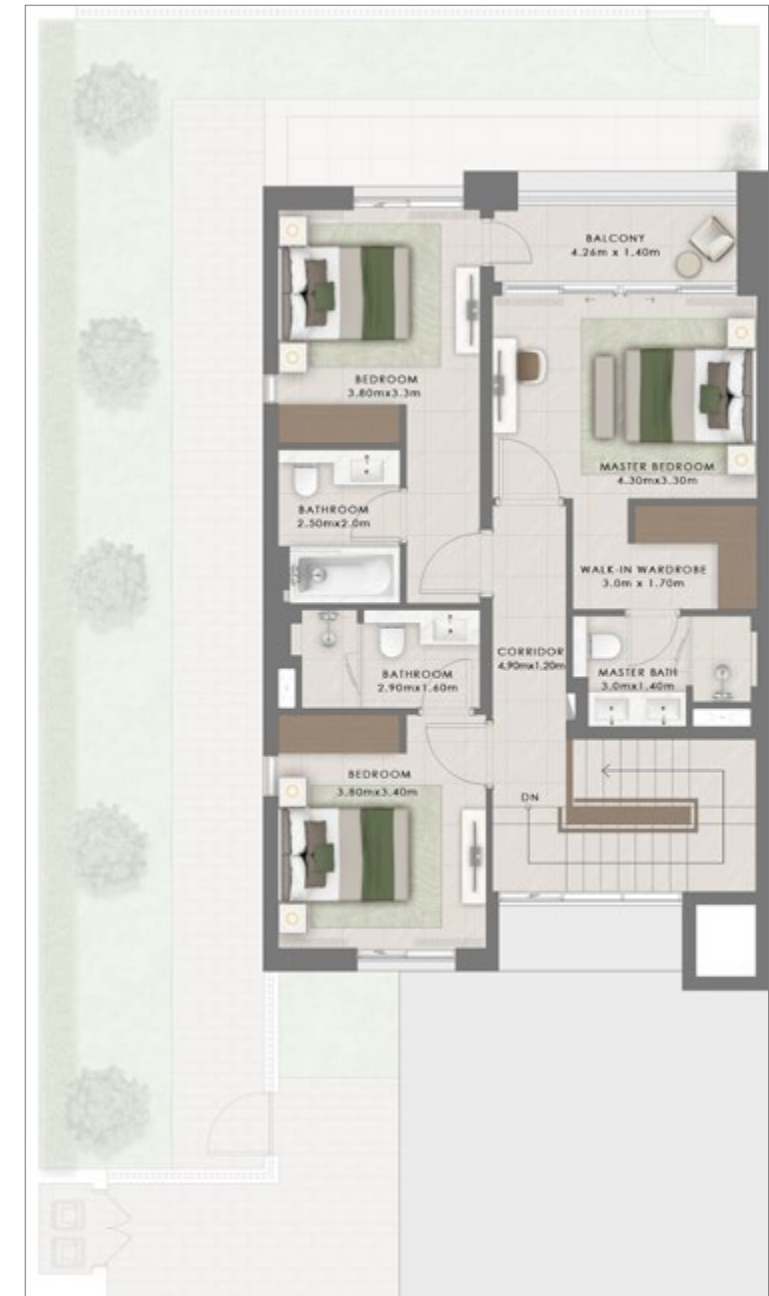 BALCONY
4.26m x 1.40m
BEDROOM
3.80mx3.3m
MASTER BEDROOM
4.30mx3.30m
BATHROOM
2.50mx2.0m
WALK-IN WARDROBE
3.0m x 1.70m
CORRIDOR
4.90mx1.20m
BATHROOM
2.90mx1.60m
MASTER BATH
3.0mx1.40m
BEDROOM
3.80mx3.40m
DN